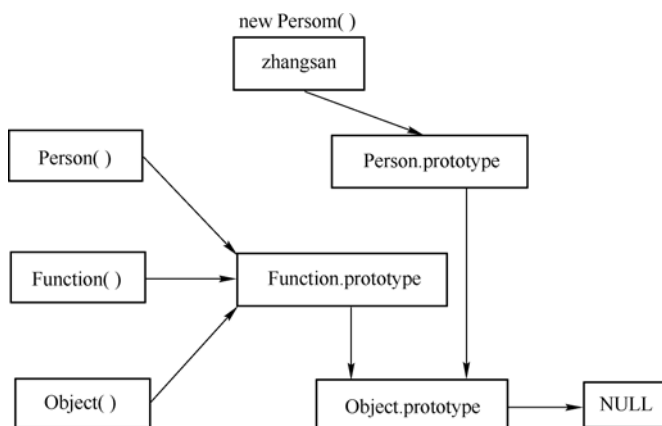 new Persom( )
zhangsan
Person( )
Person.prototype
Function( )
Function.prototype
Object( )
Object.prototype
NULL